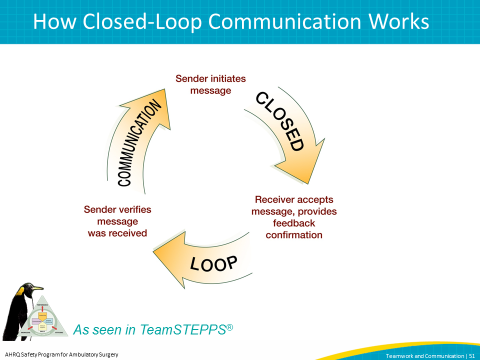 How Closed-Loop Communication Works
Sender initiates
message
CLOSED
Receiver accepts
message, provides
feedback
confirmation
LOOP
Sender verifies
message
was received
COMMUNICATION
As seen in TeamSTEPPS®
AHRQ Safety Program for Ambulatory Surgery
Teamwork and Communication | 51